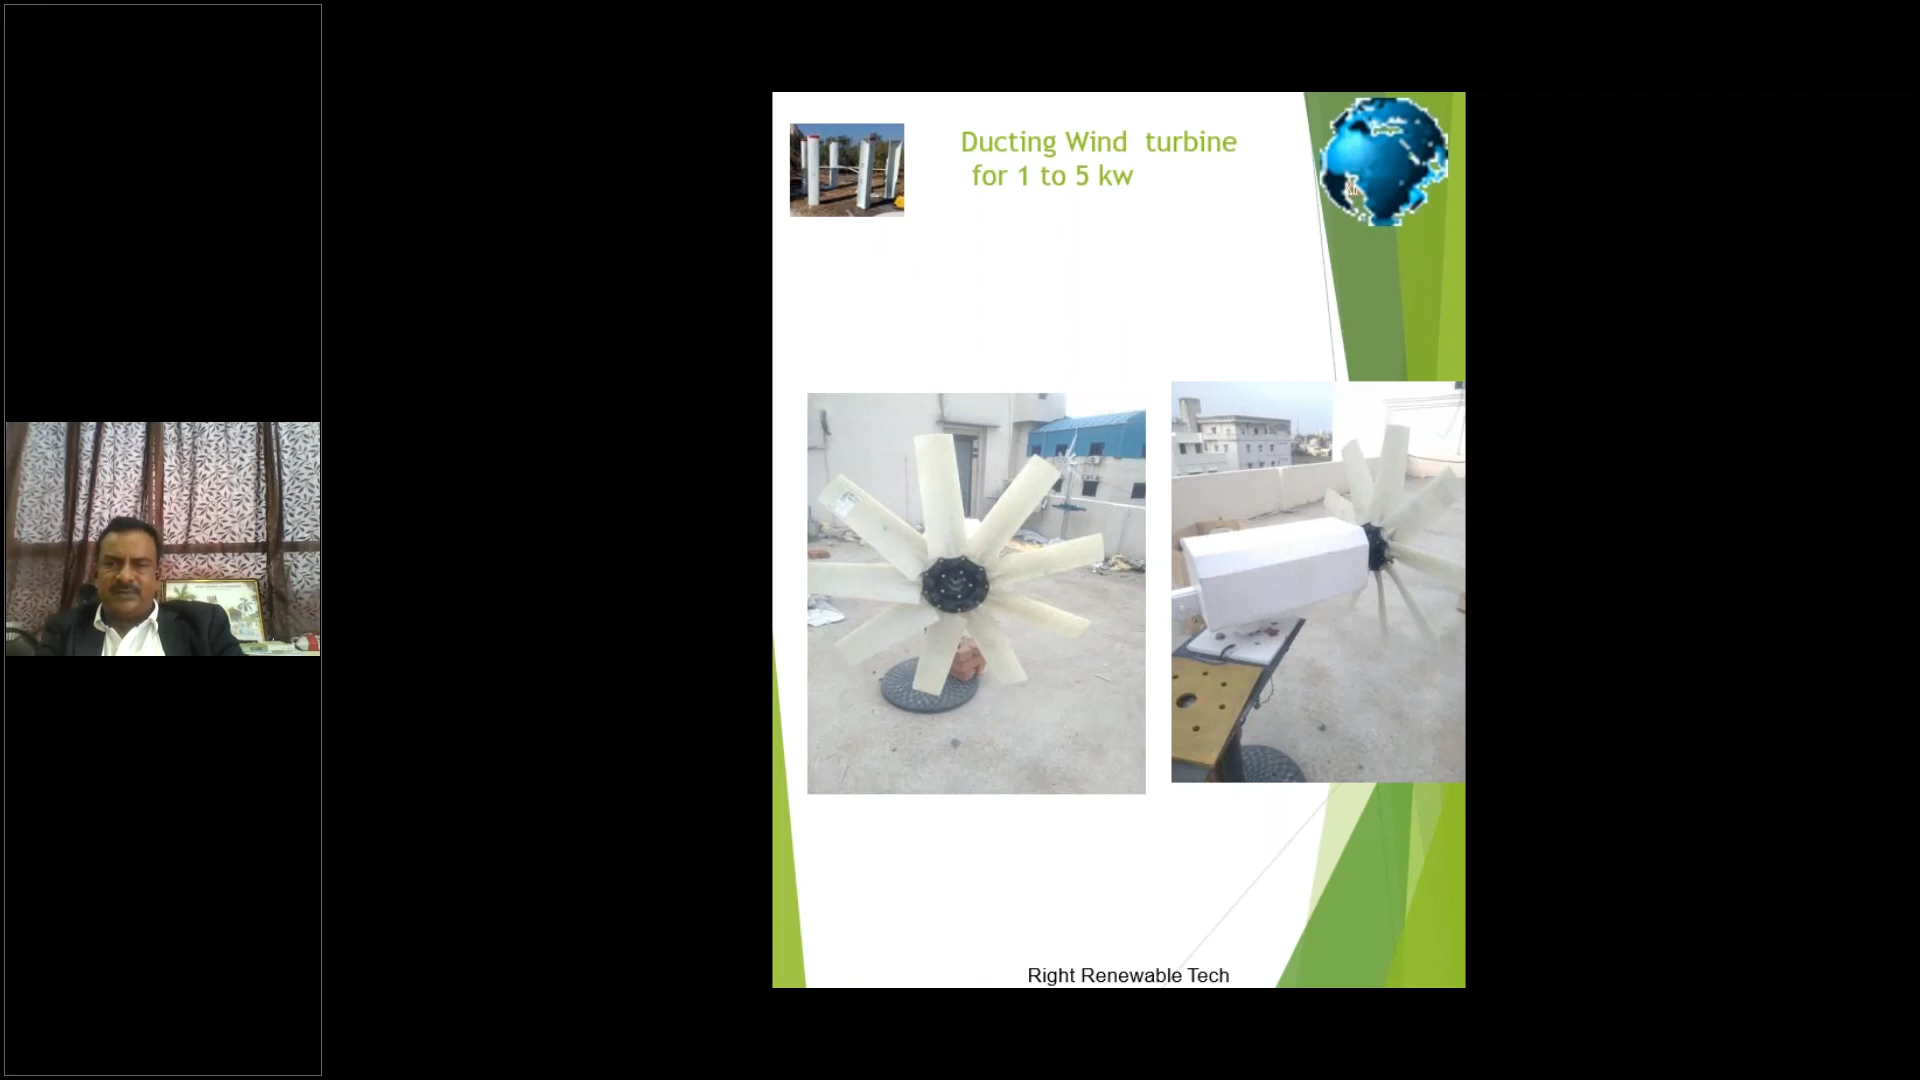 Ducting Wind turbine
for 1 to 5 kw
Right Renewable Tech